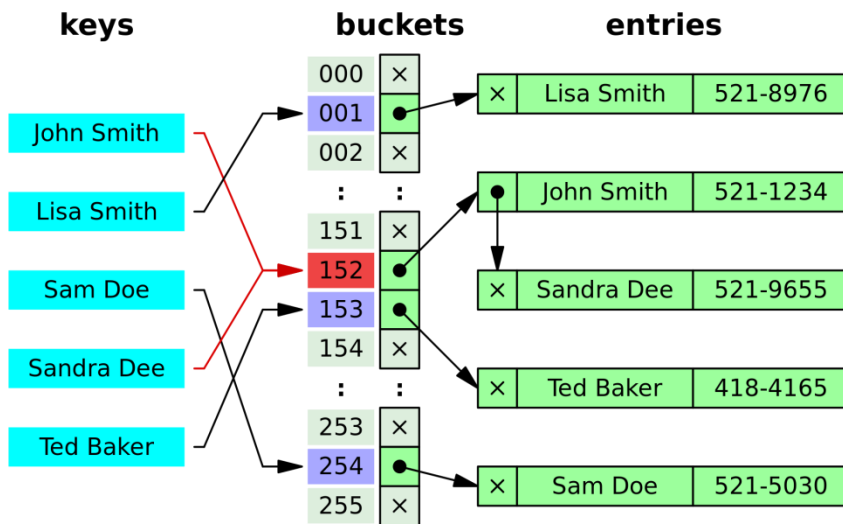 keys
buckets
entries
John Smith
Lisa Smith
Sam Doe
Sandra Dee
Ted Baker
000 ×
001
002 ×
: :
151 ×
152
153
154 ×
: :
253 ×
254
255 ×
× Lisa Smith 521-8976
John Smith 521-1234
× Sandra Dee 521-9655
× Ted Baker 418-4165
× Sam Doe 521-5030